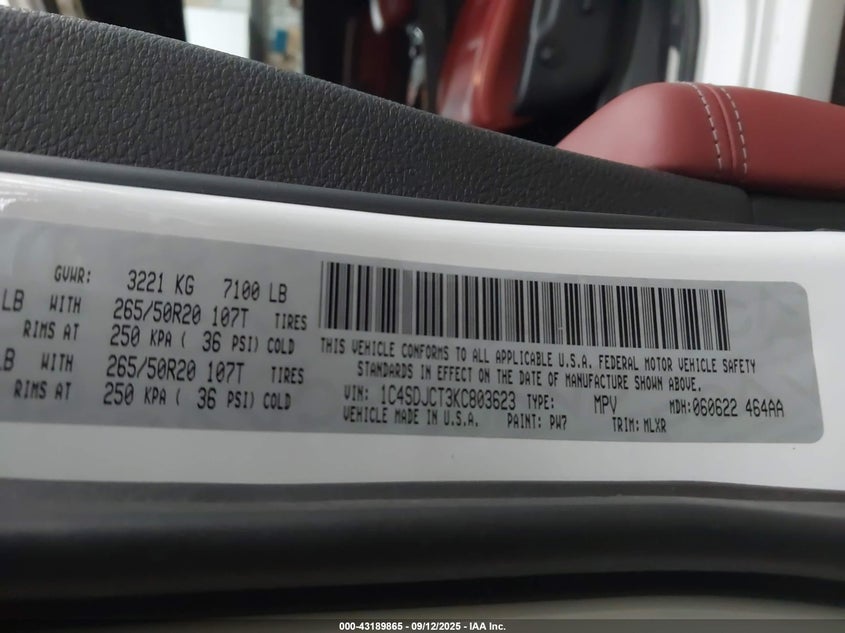 GVWR: 3221 KG 7100 LB
LB WITH 265/50R20 107T TIRES
RIMS AT 250 KPA ( 36 PSI) COLD
LB WITH 265/50R20 107T TIRES
RIMS AT 250 KPA ( 36 PSI) COLD
THIS VEHICLE CONFORMS TO ALL APPLICABLE U.S.A. FEDERAL MOTOR VEHICLE SAFETY
STANDARDS IN EFFECT ON THE DATE OF MANUFACTURE SHOWN ABOVE.
VIN: 1C4SDJCT3KC803623 TYPE: MPV MDH:060622 464AA
VEHICLE MADE IN U.S.A. PAINT: PW7 TRIM: MLXR
000-43189865 - 09/12/2025 - IAA Inc.